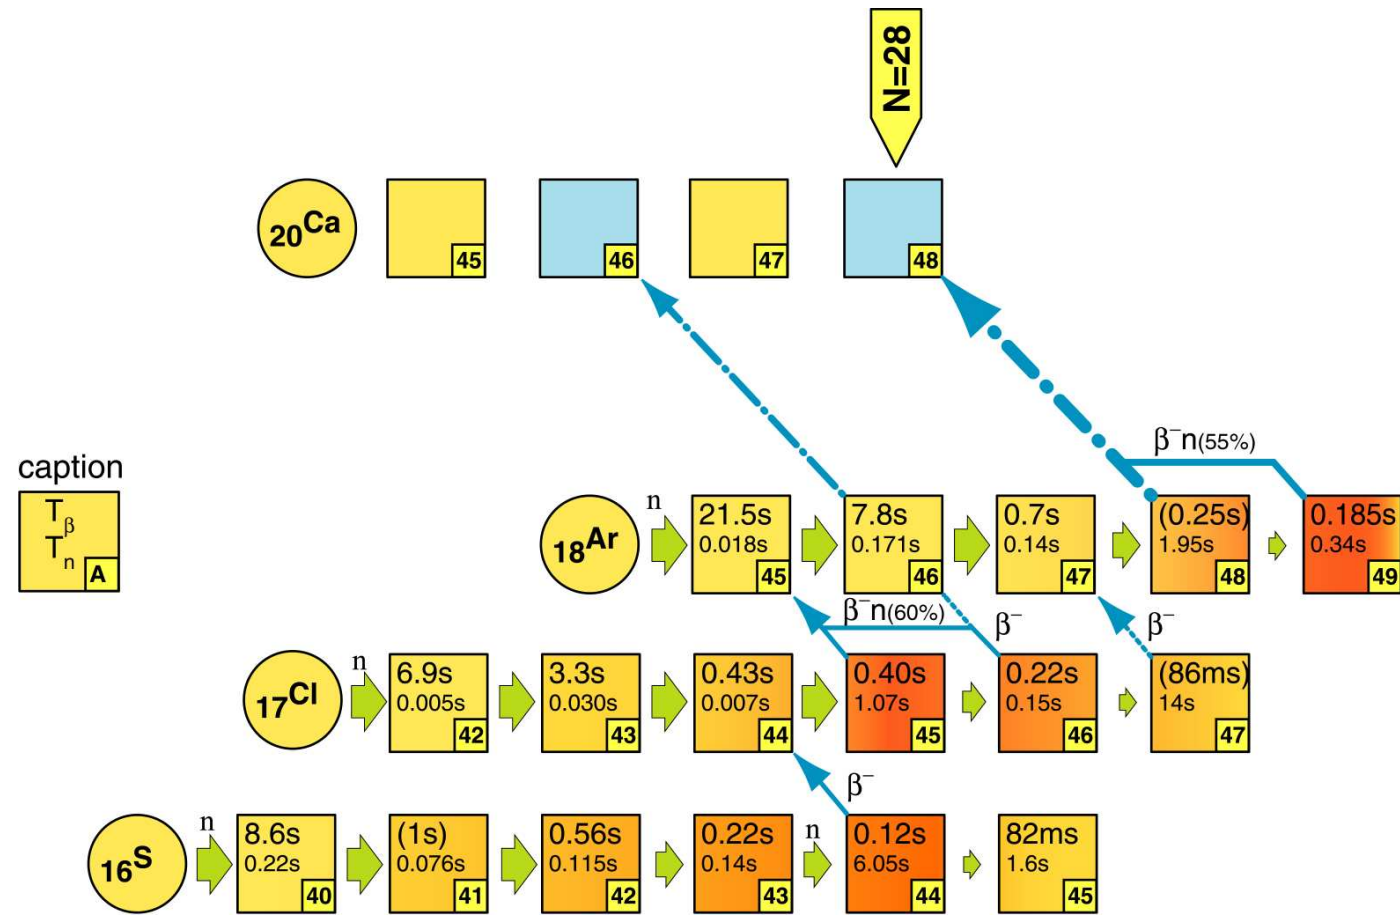 N=28
20Ca
45
46
47
48
β⁻n(55%)
caption
Tβ
Tn
A
18Ar
n
21.5s
0.018s
45
7.8s
0.171s
46
0.7s
0.14s
47
(0.25s)
1.95s
48
0.185s
0.34s
49
β⁻n(60%)
β⁻
β⁻
17Cl
n
6.9s
0.005s
42
3.3s
0.030s
43
0.43s
0.007s
44
0.40s
1.07s
45
0.22s
0.15s
46
(86ms)
14s
47
β⁻
16S
n
8.6s
0.22s
40
(1s)
0.076s
41
0.56s
0.115s
42
0.22s
0.14s
43
n
0.12s
6.05s
44
82ms
1.6s
45